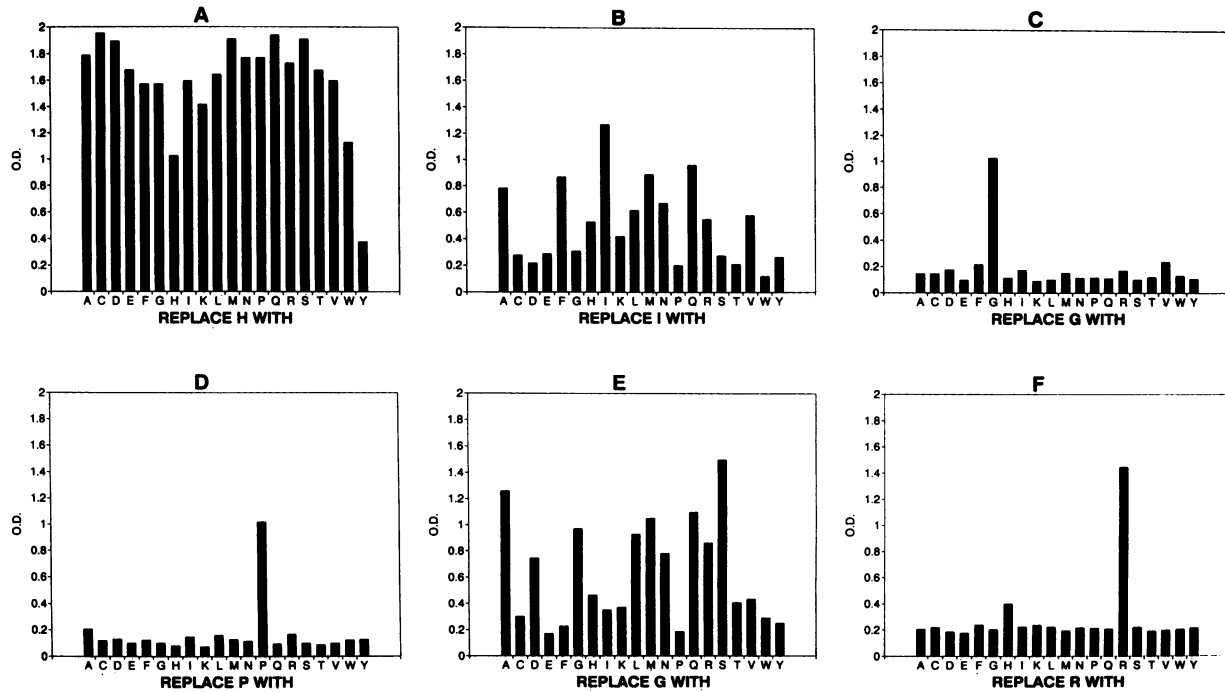 A
2
1.8
1.6
1.4
1.2
1
0.8
0.6
0.4
0.2
0
O.D.
A C D E F G H I K L M N P Q R S T V W Y
REPLACE H WITH
B
2
1.8
1.6
1.4
1.2
1
0.8
0.6
0.4
0.2
0
O.D.
A C D E F G H I K L M N P Q R S T V W Y
REPLACE I WITH
C
2
1.8
1.6
1.4
1.2
1
0.8
0.6
0.4
0.2
0
O.D.
A C D E F G H I K L M N P Q R S T V W Y
REPLACE G WITH
D
2
1.8
1.6
1.4
1.2
1
0.8
0.6
0.4
0.2
0
O.D.
A C D E F G H I K L M N P Q R S T V W Y
REPLACE P WITH
E
2
1.8
1.6
1.4
1.2
1
0.8
0.6
0.4
0.2
0
O.D.
A C D E F G H I K L M N P Q R S T V W Y
REPLACE G WITH
F
2
1.8
1.6
1.4
1.2
1
0.8
0.6
0.4
0.2
0
O.D.
A C D E F G H I K L M N P Q R S T V W Y
REPLACE R WITH